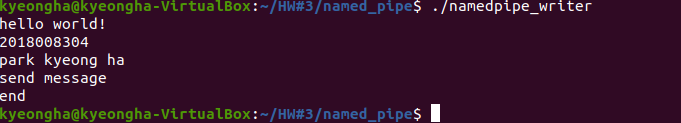 kyeongha@kyeongha-VirtualBox:~/HW#3/named_pipe$ ./namedpipe_writer
hello world!
2018008304
park kyeong ha
send message
end
kyeongha@kyeongha-VirtualBox:~/HW#3/named_pipe$